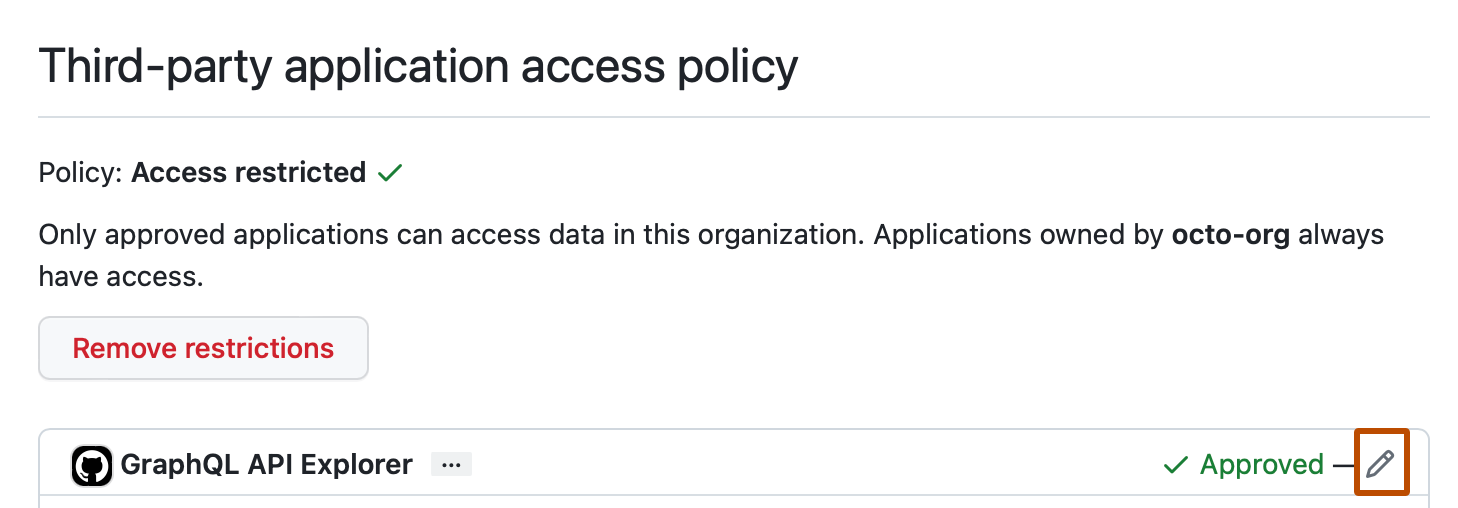 Third-party application access policy
Policy: Access restricted
Only approved applications can access data in this organization. Applications owned by octo-org always
have access.
Remove restrictions
GraphQL API Explorer ··· Approved —